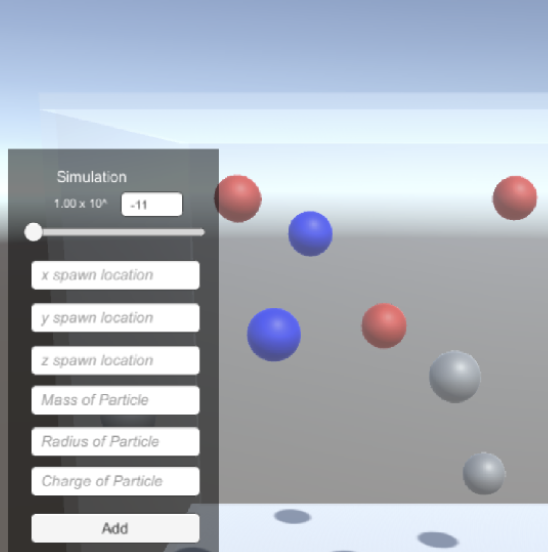 Simulation
1.00 x 10^ -11
x spawn location
y spawn location
z spawn location
Mass of Particle
Radius of Particle
Charge of Particle
Add